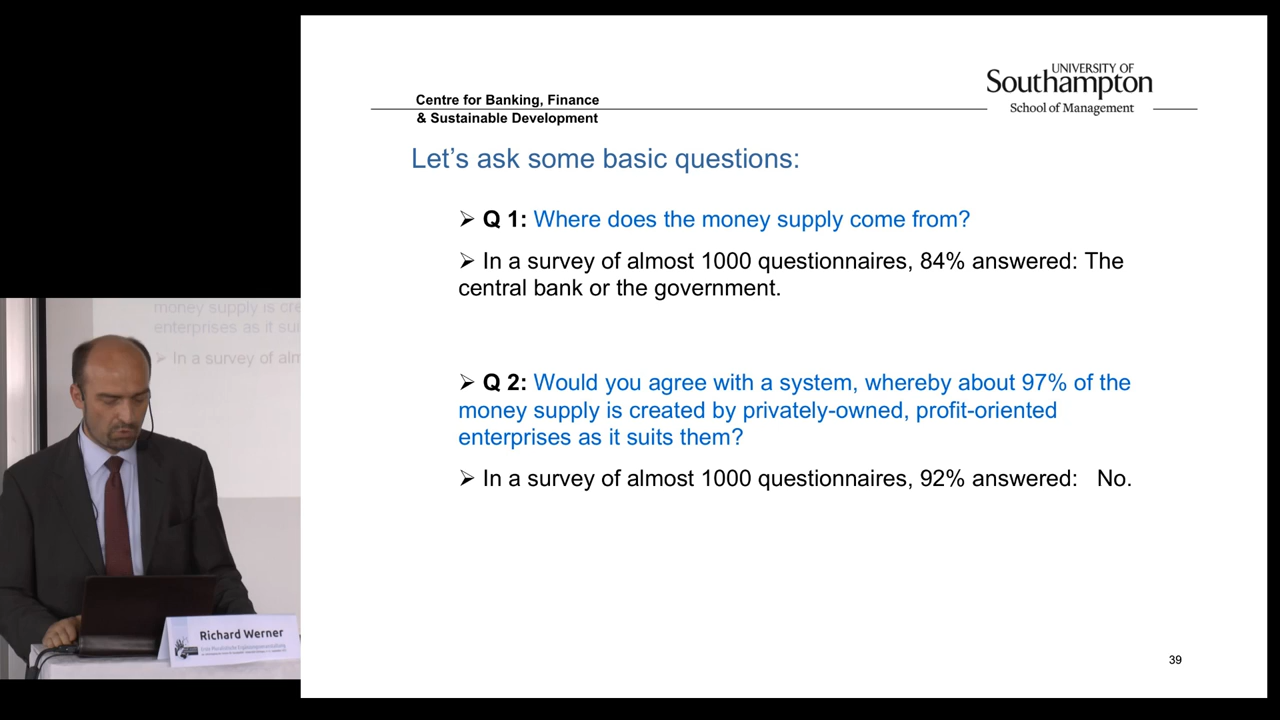 UNIVERSITY OF
Southampton
School of Management
Centre for Banking, Finance
& Sustainable Development
Let’s ask some basic questions:
➢ Q 1: Where does the money supply come from?
➢ In a survey of almost 1000 questionnaires, 84% answered: The
central bank or the government.
➢ Q 2: Would you agree with a system, whereby about 97% of the
money supply is created by privately-owned, profit-oriented
enterprises as it suits them?
➢ In a survey of almost 1000 questionnaires, 92% answered: No.
39
money supply is cre
enterprises as it sui
➢ In a survey of alm
Richard Werner